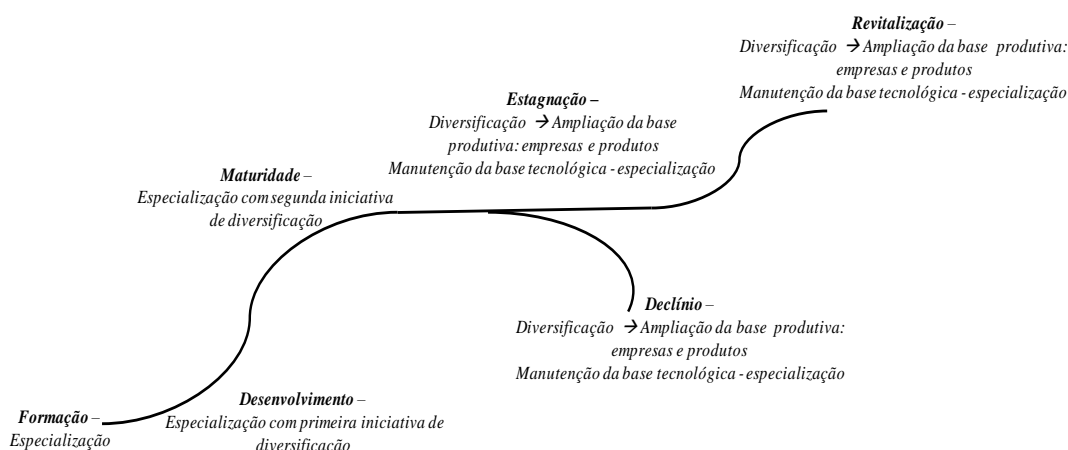 Revitalização –
Diversificação → Ampliação da base produtiva:
empresas e produtos
Manutenção da base tecnológica - especialização
Estagnação –
Diversificação → Ampliação da base
produtiva: empresas e produtos
Manutenção da base tecnológica - especialização
Maturidade –
Especialização com segunda iniciativa
de diversificação
Declínio –
Diversificação → Ampliação da base produtiva:
empresas e produtos
Manutenção da base tecnológica - especialização
Desenvolvimento –
Especialização com primeira iniciativa de
diversificação
Formação –
Especialização